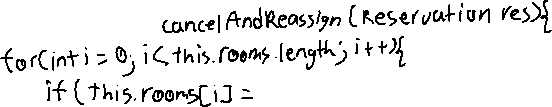 cancelAndReassign(Reservation res){
for(int i = 0; i < this.rooms.length; i++){
if(this.rooms[i] =